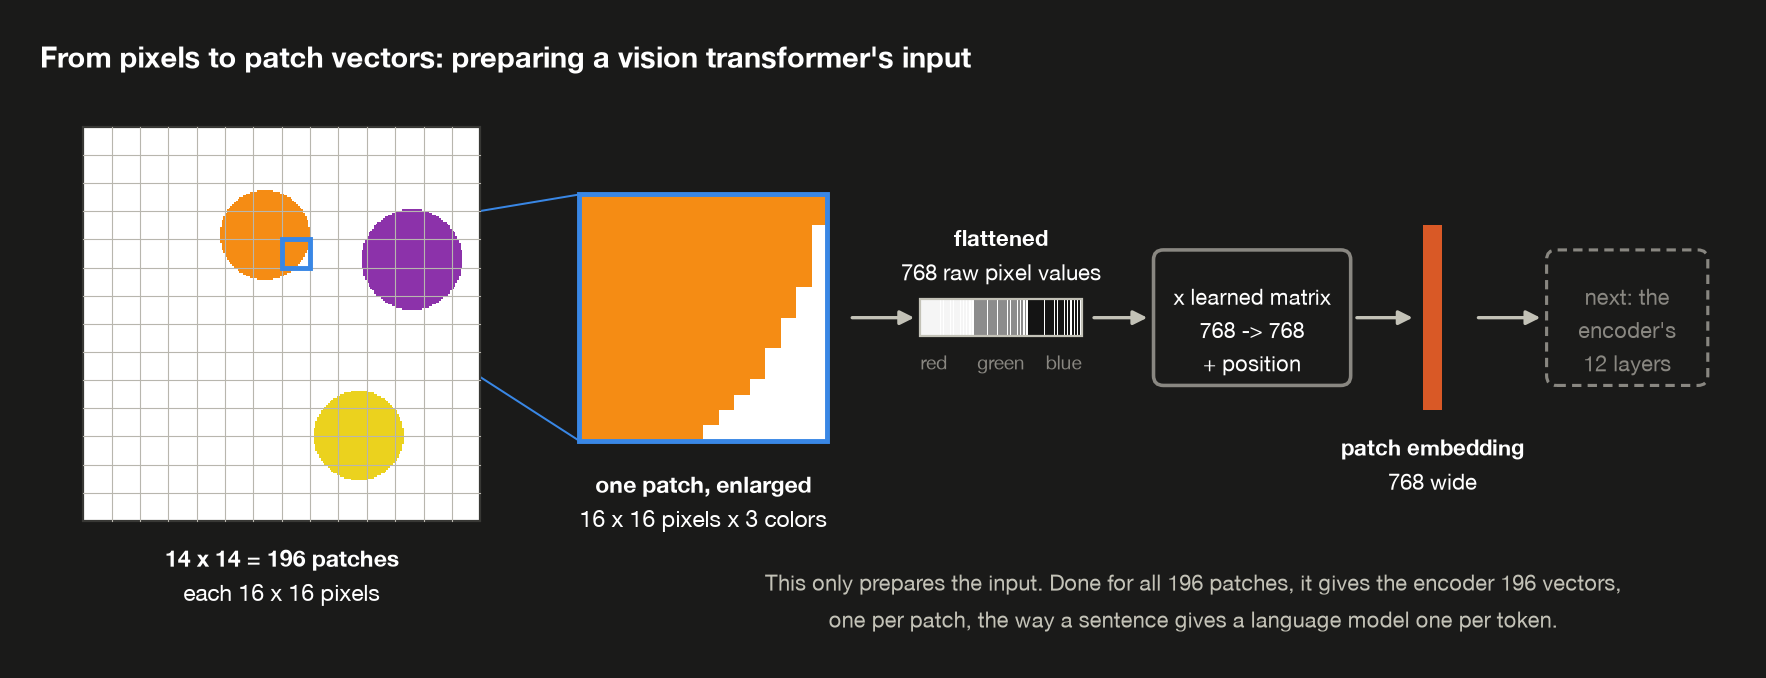 From pixels to patch vectors: preparing a vision transformer's input
14 x 14 = 196 patches
each 16 x 16 pixels
one patch, enlarged
16 x 16 pixels x 3 colors
flattened
768 raw pixel values
red green blue
x learned matrix
768 -> 768
+ position
patch embedding
768 wide
next: the
encoder's
12 layers
This only prepares the input. Done for all 196 patches, it gives the encoder 196 vectors,
one per patch, the way a sentence gives a language model one per token.